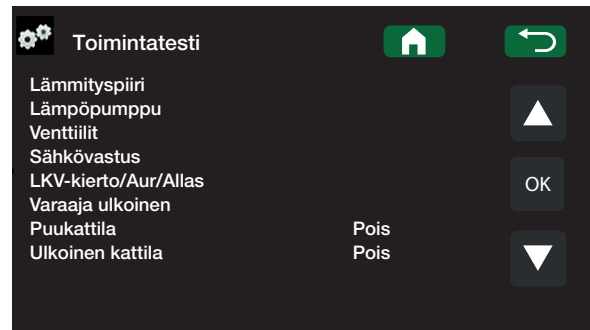 Toimintatesti
Lämmityspiiri
Lämpöpumppu
Venttiilit
Sähkövastus
LKV-kierto/Aur/Allas
OK
Varaaja ulkoinen
Puukattila Pois
Ulkoinen kattila Pois